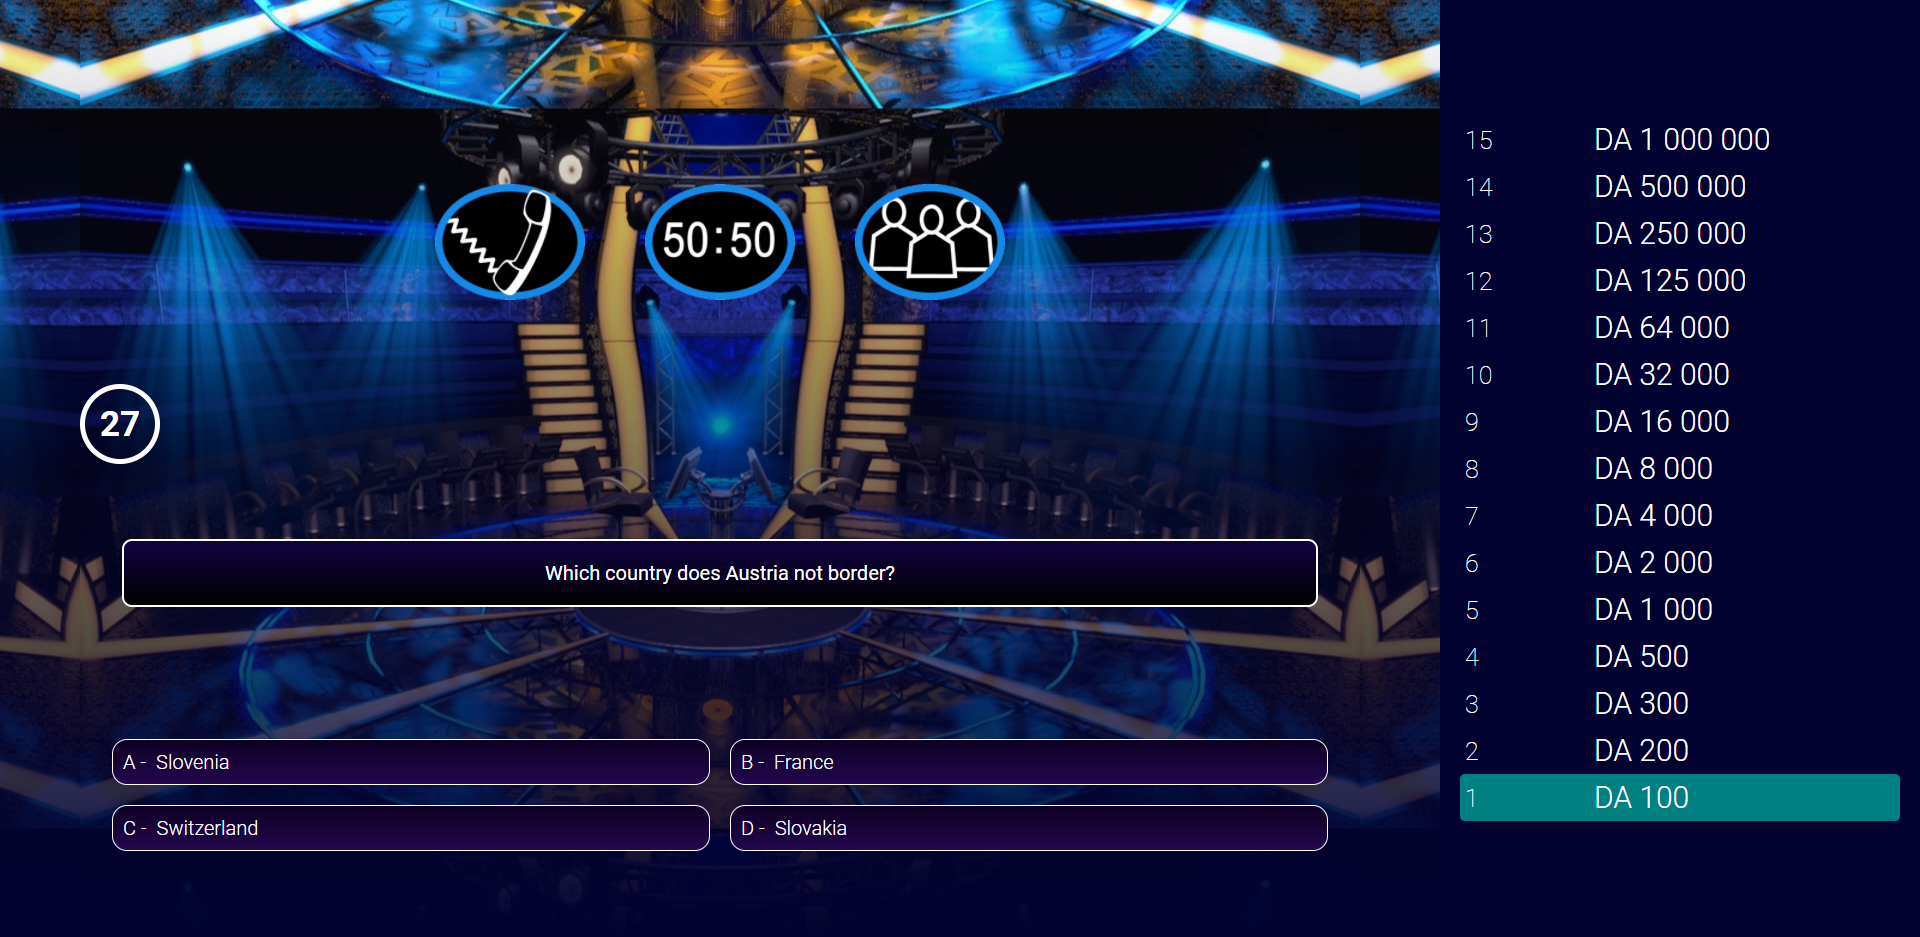 50:50
27
Which country does Austria not border?
A - Slovenia
B - France
C - Switzerland
D - Slovakia
15 DA 1 000 000
14 DA 500 000
13 DA 250 000
12 DA 125 000
11 DA 64 000
10 DA 32 000
9 DA 16 000
8 DA 8 000
7 DA 4 000
6 DA 2 000
5 DA 1 000
4 DA 500
3 DA 300
2 DA 200
1 DA 100